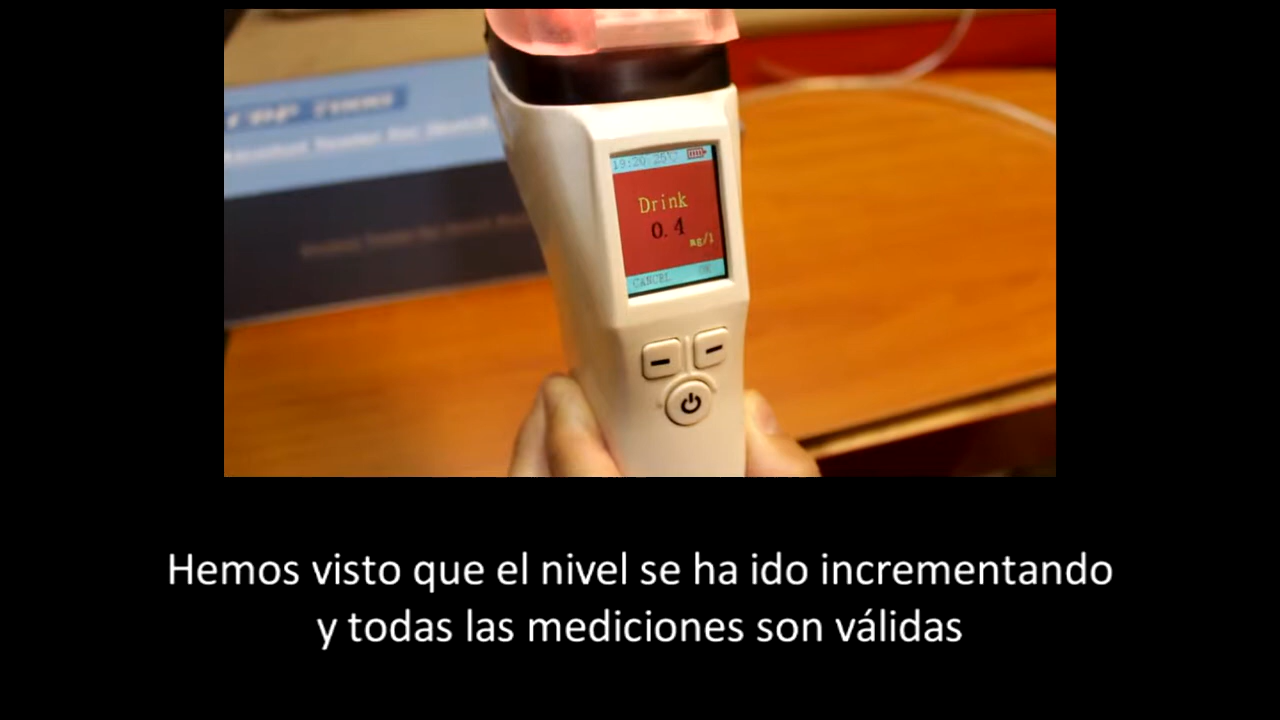 19:20 25℃
Drink
0.4
mg/l
CANCEL OK
Hemos visto que el nivel se ha ido incrementando
y todas las mediciones son válidas